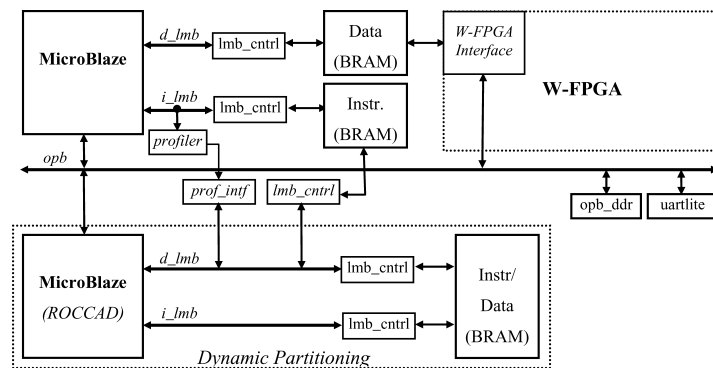 MicroBlaze
d_lmb
lmb_cntrl
Data
(BRAM)
W-FPGA
Interface
W-FPGA
i_lmb
lmb_cntrl
Instr.
(BRAM)
profiler
opb
prof_intf
lmb_cntrl
opb_ddr
uartlite
MicroBlaze
(ROCCAD)
d_lmb
lmb_cntrl
Instr/
Data
(BRAM)
i_lmb
lmb_cntrl
Dynamic Partitioning